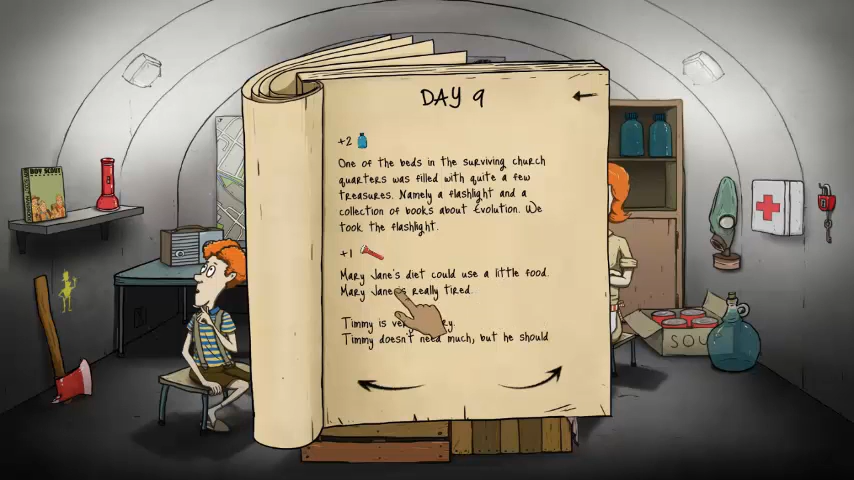 DAY 9
+2
One of the beds in the surviving church
quarters was filled with quite a few
treasures. Namely a flashlight and a
collection of books about Evolution. We
took the flashlight.
+1
Mary Jane's diet could use a little food.
Mary Jane's really tired.
Timmy is very
Timmy doesn't need much, but he should
BOY SCOUT
SOU